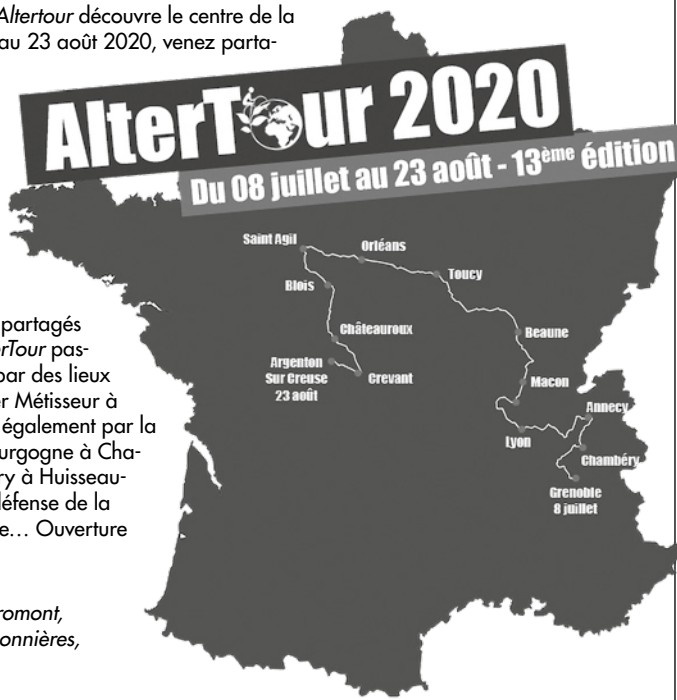 Altertour découvre le centre de la
au 23 août 2020, venez parta-
AlterTour 2020
Du 08 juillet au 23 août - 13ème édition
Saint Agil
Orléans
Toucy
Blois
Châteauroux
Beaune
Argenton
Sur Creuse
23 août
Crevant
Macon
Annecy
Lyon
Chambéry
Grenoble
8 juillet
partagés
erTour pas-
par des lieux
er Métisseur à
également par la
urgogne à Cha-
ry à Huisseau-
défense de la
e… Ouverture
romont,
onnières,